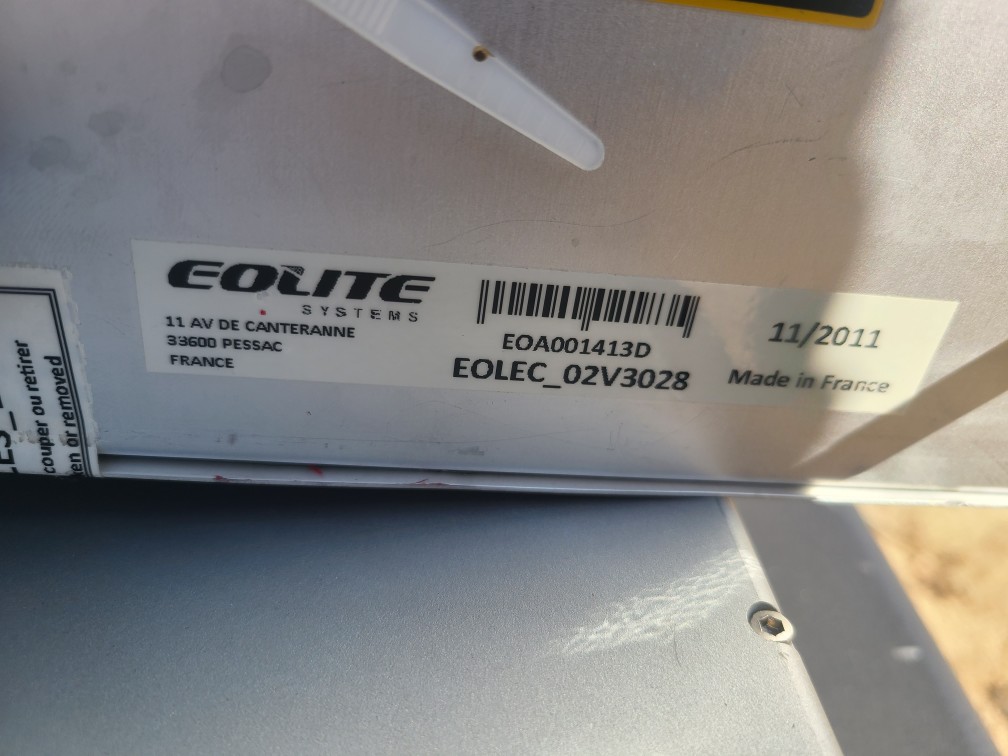 EOLITE
SYSTEMS
11 AV DE CANTERANNE
33600 PESSAC
FRANCE
EOA001413D
EOLEC_02V3028
11/2011
Made in France
couper ou retirer
or removed